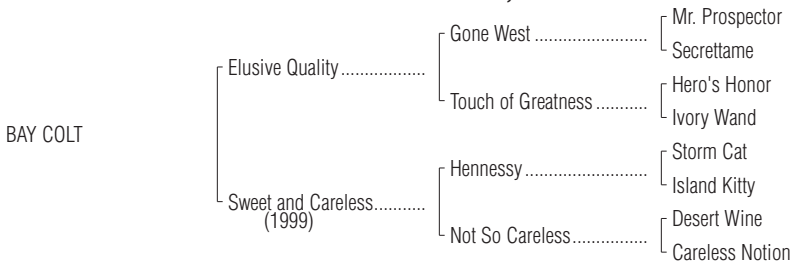 Mr. Prospector
Gone West ........................
Secrettame
Elusive Quality..................
Hero's Honor
Touch of Greatness ...........
Ivory Wand
BAY COLT
Storm Cat
Hennessy ..........................
Island Kitty
Sweet and Careless...........
(1999)
Desert Wine
Not So Careless................
Careless Notion